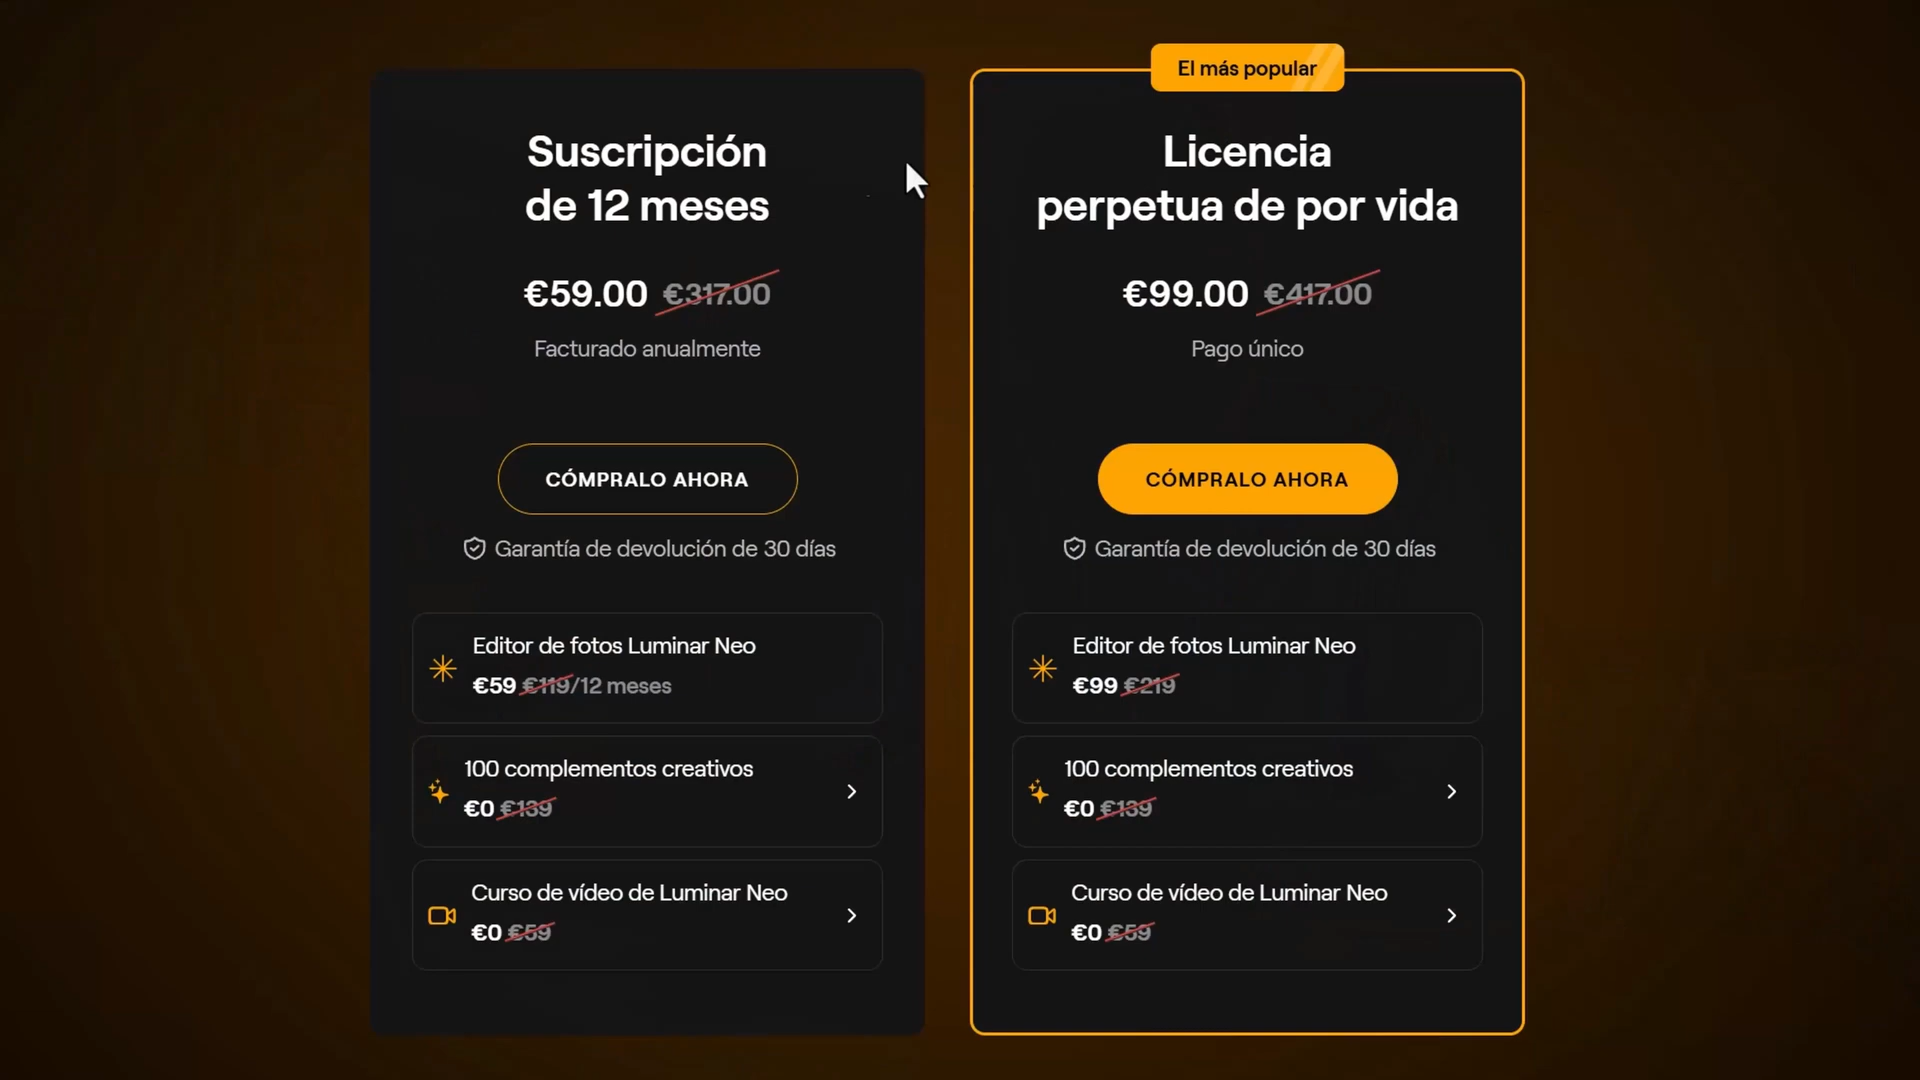 Suscripción
de 12 meses
€59.00 €317.00
Facturado anualmente
CÓMPRALO AHORA
Garantía de devolución de 30 días
Editor de fotos Luminar Neo
€59 €119/12 meses
100 complementos creativos
€0 €139
Curso de vídeo de Luminar Neo
€0 €59
El más popular
Licencia
perpetua de por vida
€99.00 €417.00
Pago único
CÓMPRALO AHORA
Garantía de devolución de 30 días
Editor de fotos Luminar Neo
€99 €219
100 complementos creativos
€0 €139
Curso de vídeo de Luminar Neo
€0 €59